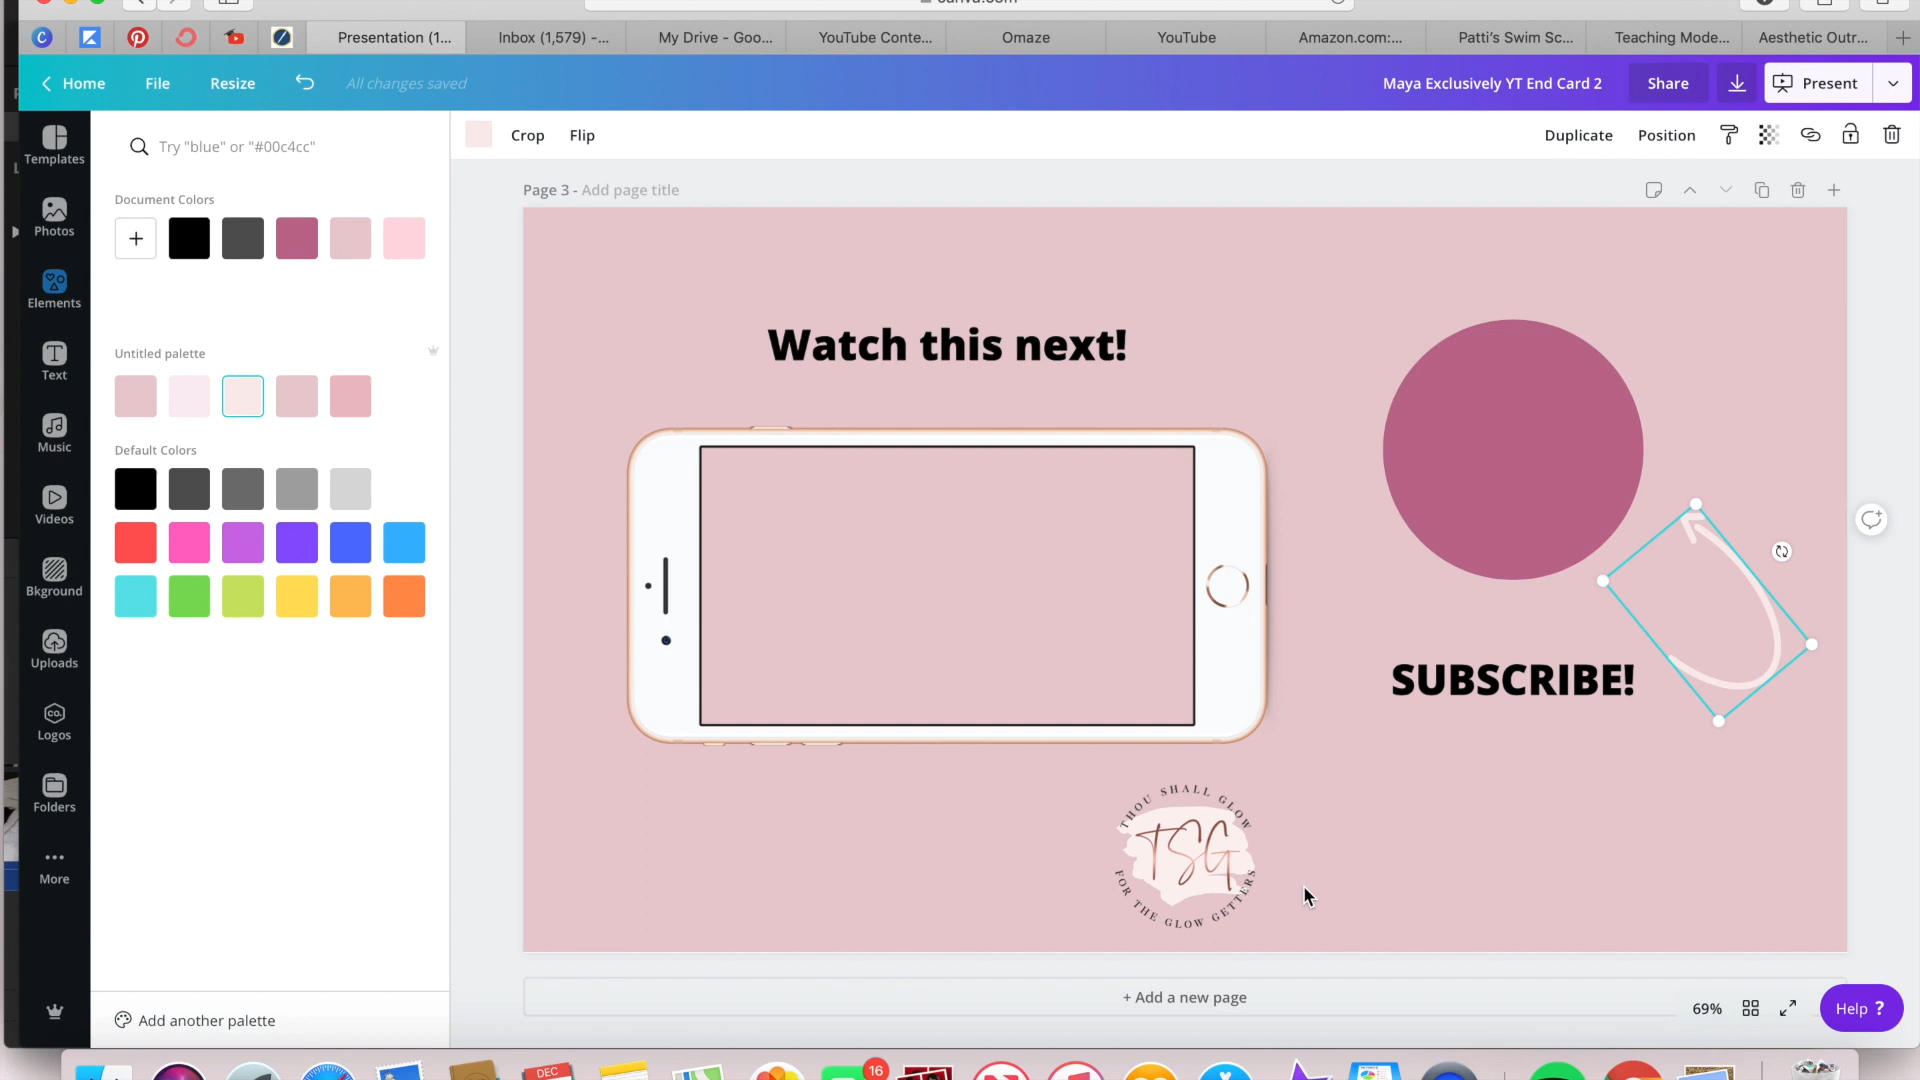 canva.com
Presentation (1...
Inbox (1,579) -...
My Drive - Goo...
YouTube Conte...
Omaze
YouTube
Amazon.com:...
Patti's Swim Sc...
Teaching Mode...
Aesthetic Outr...
Home
File
Resize
All changes saved
Maya Exclusively YT End Card 2
Share
Present
Try "blue" or "#00c4cc"
Crop
Flip
Duplicate
Position
Templates
Photos
Elements
Text
Music
Videos
Bkground
Uploads
CO.
Logos
Folders
More
Document Colors
Untitled palette
Default Colors
Add another palette
Page 3 - Add page title
Watch this next!
SUBSCRIBE!
THOU SHALL GLOW
TSG
FOR THE GLOW GETTERS
+ Add a new page
69%
Help ?
DEC
16